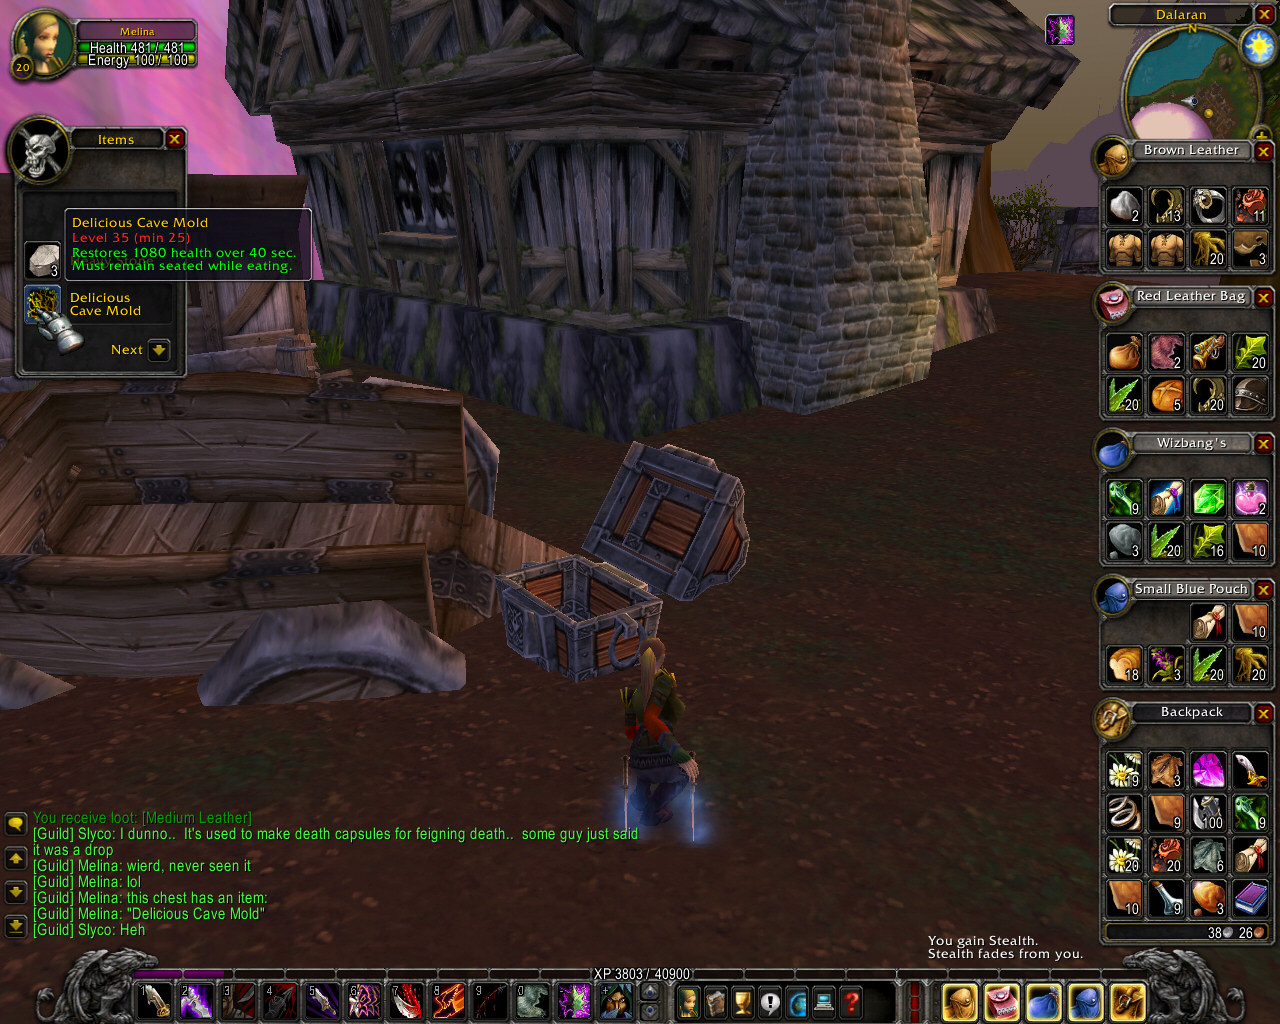 Melina
Health 481 / 481
Energy 100 / 100
20
Dalaran
N
Items
Delicious Cave Mold
Level 35 (min 25)
Restores 1080 health over 40 sec.
Must remain seated while eating.
3
Delicious
Cave Mold
Next
Brown Leather
2
13
11
20
3
Red Leather Bag
2
20
20
5
20
Wizbang's
9
2
3
20
16
10
Small Blue Pouch
10
18
3
20
20
Backpack
19
3
9
100
9
20
20
6
10
9
3
38 26
You receive loot: [Medium Leather]
[Guild] Slyco: I dunno.. It's used to make death capsules for feigning death.. some guy just said
it was a drop
[Guild] Melina: wierd, never seen it
[Guild] Melina: lol
[Guild] Melina: this chest has an item:
[Guild] Melina: "Delicious Cave Mold"
[Guild] Slyco: Heh
You gain Stealth.
Stealth fades from you.
XP 3803 / 40900
1 2 3 4 5 6 7 8 9 0 - +